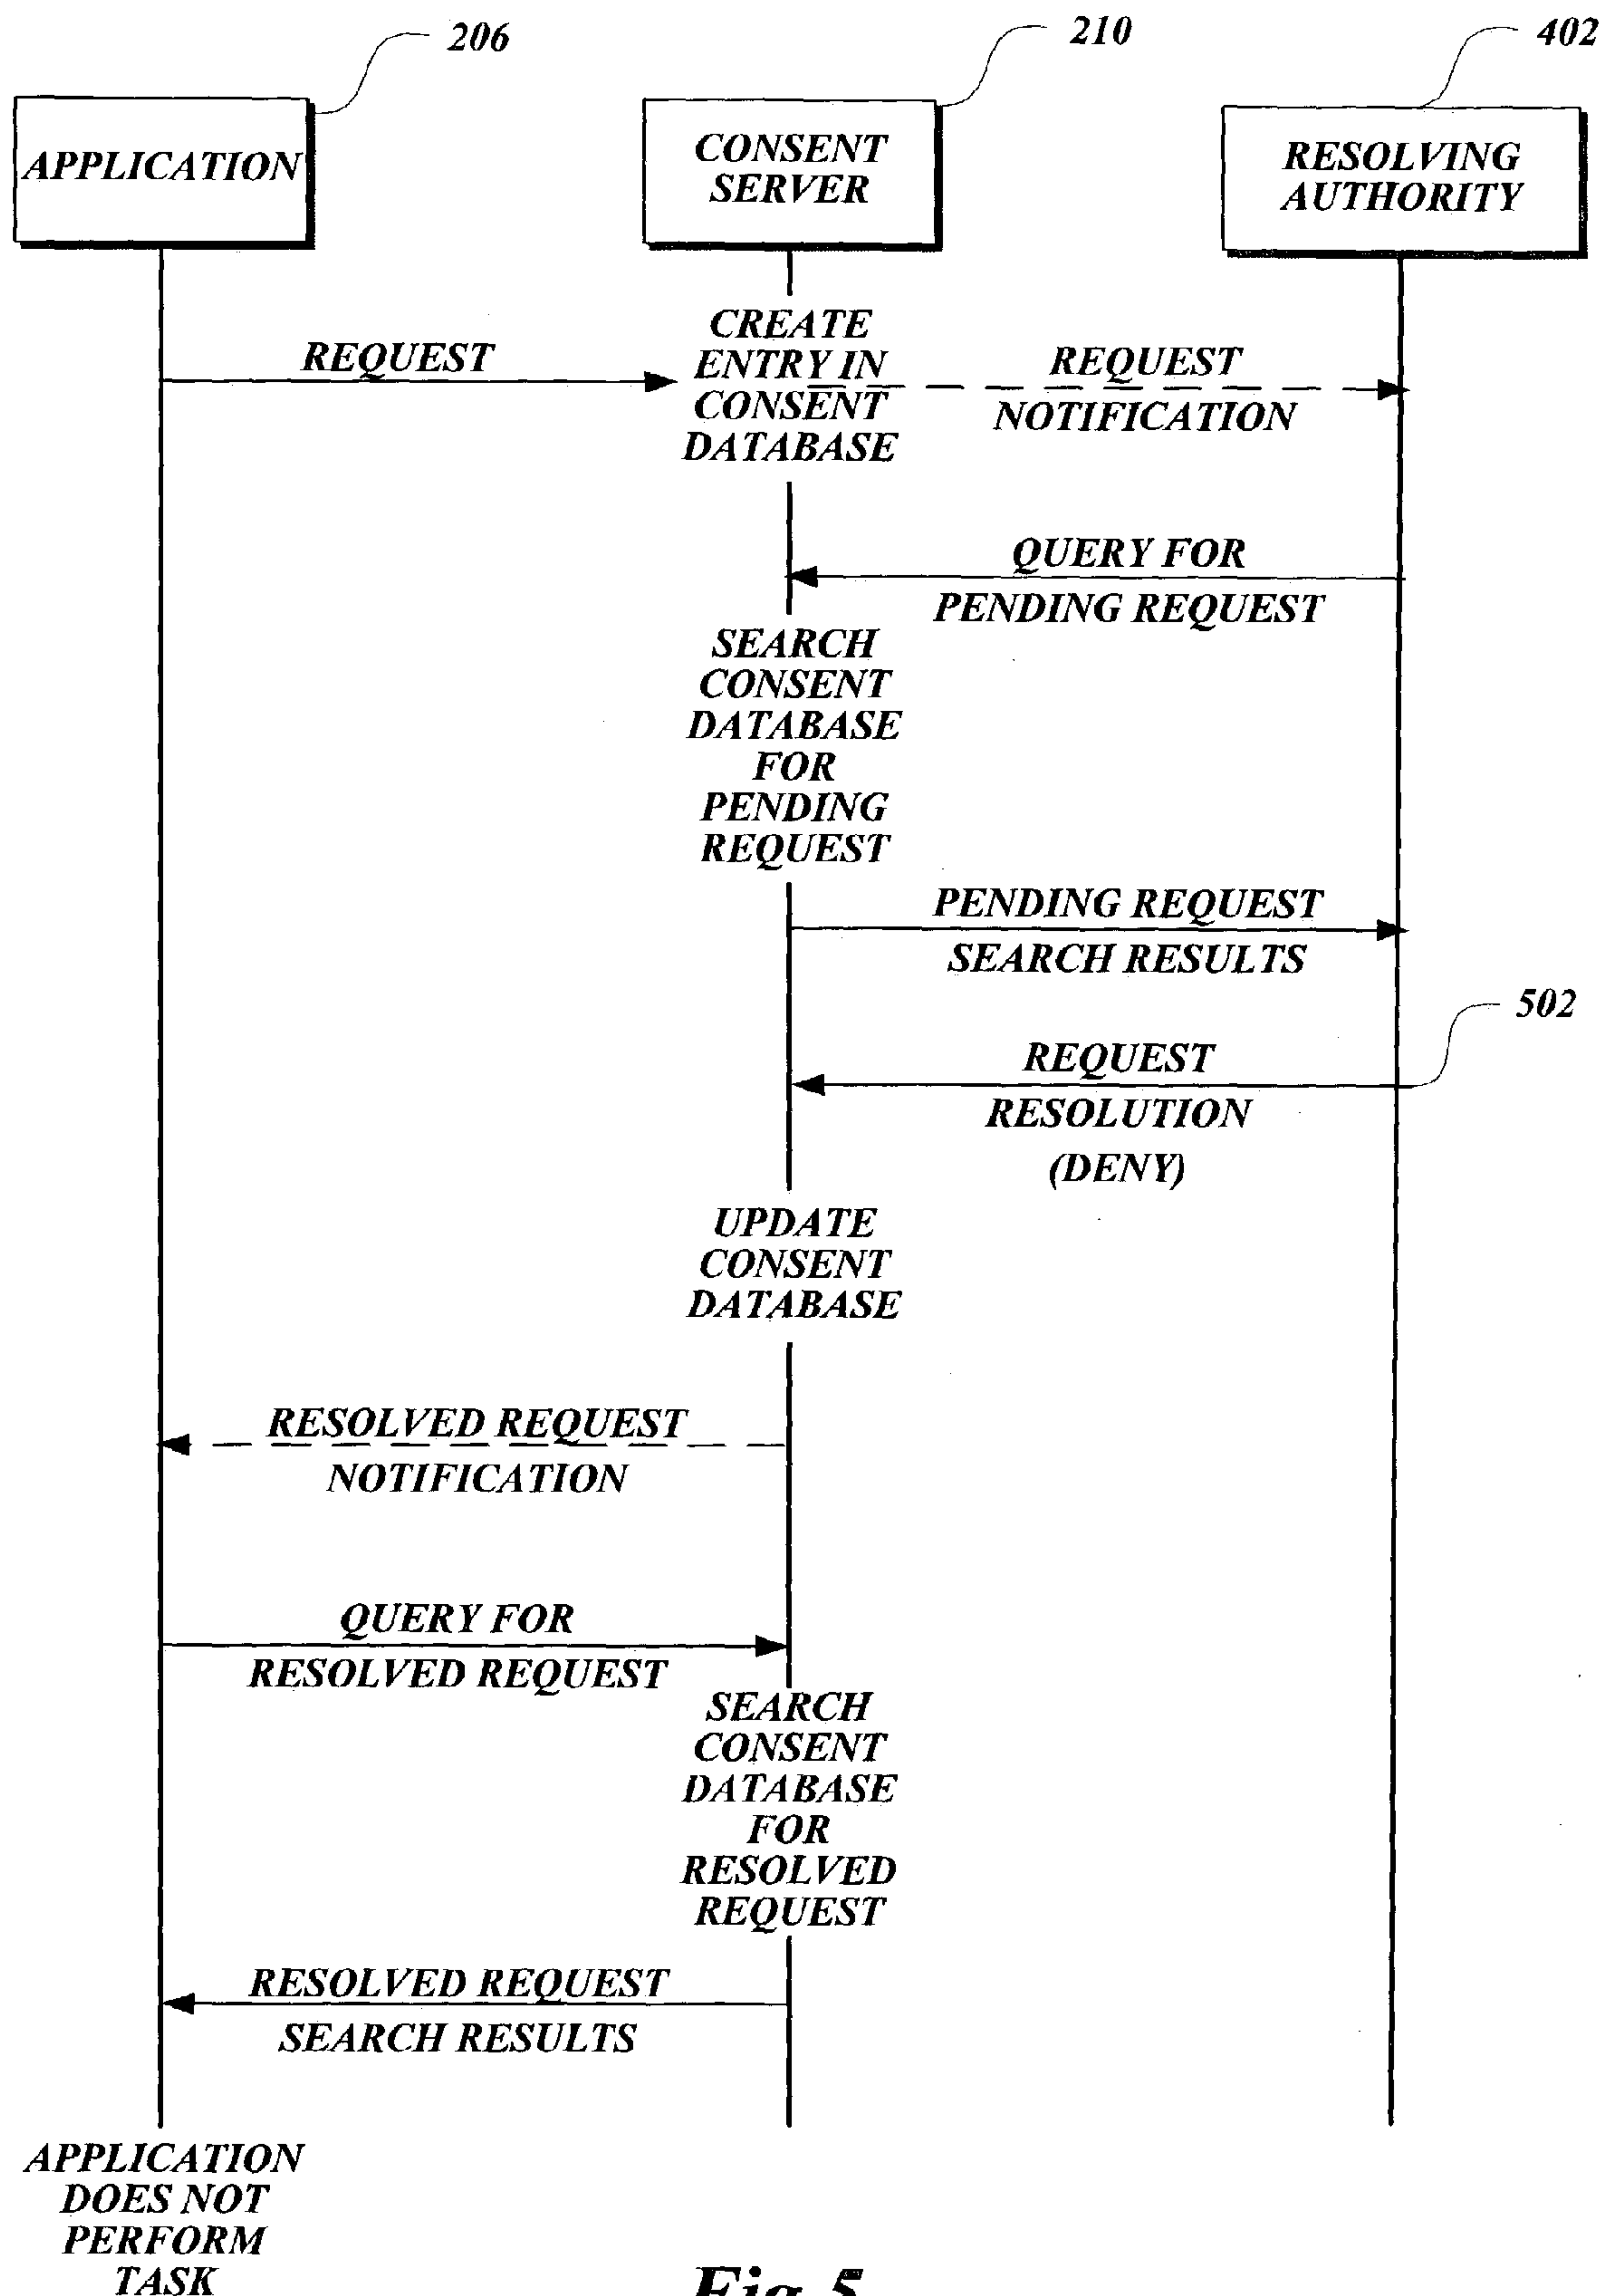 206
210
402
APPLICATION
CONSENT
SERVER
RESOLVING
AUTHORITY
REQUEST
CREATE
ENTRY IN
CONSENT
DATABASE
REQUEST
NOTIFICATION
QUERY FOR
PENDING REQUEST
SEARCH
CONSENT
DATABASE
FOR
PENDING
REQUEST
PENDING REQUEST
SEARCH RESULTS
502
REQUEST
RESOLUTION
(DENY)
UPDATE
CONSENT
DATABASE
RESOLVED REQUEST
NOTIFICATION
QUERY FOR
RESOLVED REQUEST
SEARCH
CONSENT
DATABASE
FOR
RESOLVED
REQUEST
RESOLVED REQUEST
SEARCH RESULTS
APPLICATION
DOES NOT
PERFORM
TASK
Fig. 5